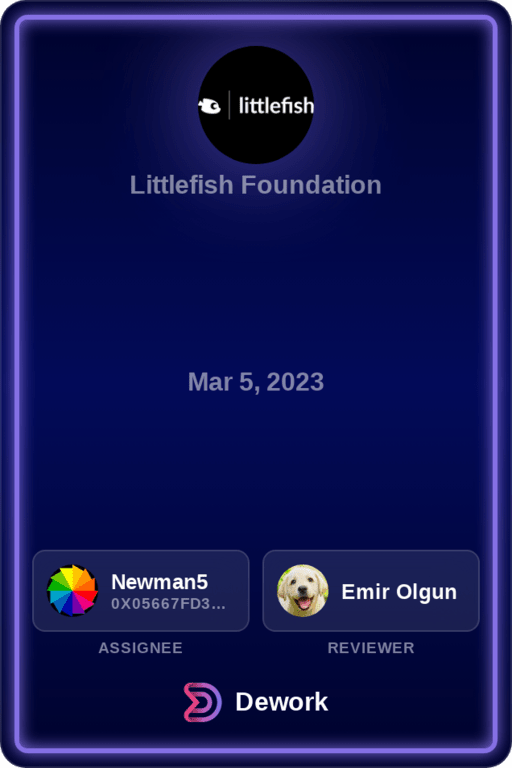 littlefish
Littlefish Foundation
Mar 5, 2023
Newman5
0X05667FD3...
Emir Olgun
ASSIGNEE
REVIEWER
Dework